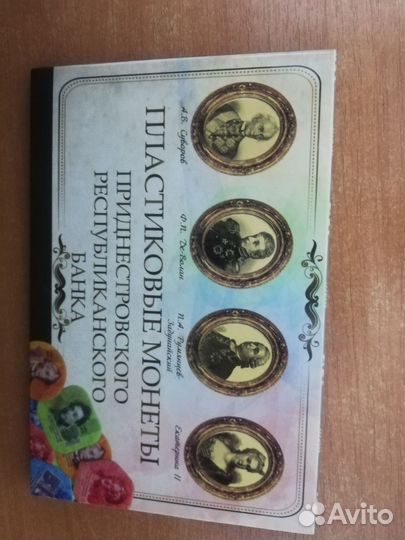 А.В. Суворов
Ф.П. Де-Волан
П.А. Румянцев-
Задунайский
Екатерина II
ПЛАСТИКОВЫЕ МОНЕТЫ
ПРИДНЕСТРОВСКОГО
РЕСПУБЛИКАНСКОГО
БАНКА
Avito